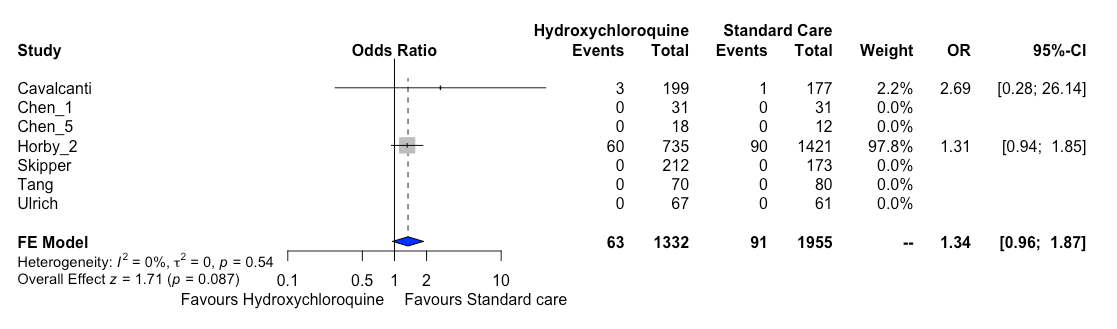 Hydroxychloroquine Standard Care
Study Odds Ratio Events Total Events Total Weight OR 95%-CI
Cavalcanti 3 199 1 177 2.2% 2.69 [0.28; 26.14]
Chen_1 0 31 0 31 0.0%
Chen_5 0 18 0 12 0.0%
Horby_2 60 735 90 1421 97.8% 1.31 [0.94; 1.85]
Skipper 0 212 0 173 0.0%
Tang 0 70 0 80 0.0%
Ulrich 0 67 0 61 0.0%
FE Model 63 1332 91 1955 -- 1.34 [0.96; 1.87]
Heterogeneity: I² = 0%, τ² = 0, p = 0.54
Overall Effect z = 1.71 (p = 0.087) 0.1 0.5 1 2 10
Favours Hydroxychloroquine Favours Standard care